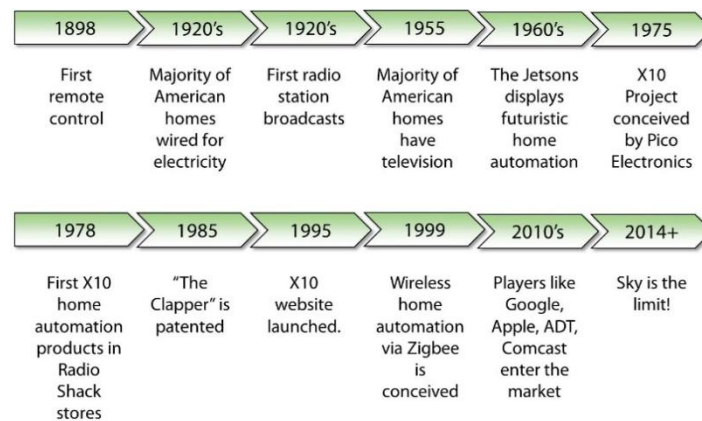 1898
1920's
1920's
1955
1960's
1975
First
remote
control
Majority of
American
homes
wired for
electricity
First radio
station
broadcasts
Majority of
American
homes
have
television
The Jetsons
displays
futuristic
home
automation
X10
Project
conceived
by Pico
Electronics
1978
1985
1995
1999
2010's
2014+
First X10
home
automation
products in
Radio
Shack
stores
“The
Clapper” is
patented
X10
website
launched.
Wireless
home
automation
via Zigbee
is
conceived
Players like
Google,
Apple, ADT,
Comcast
enter the
market
Sky is the
limit!